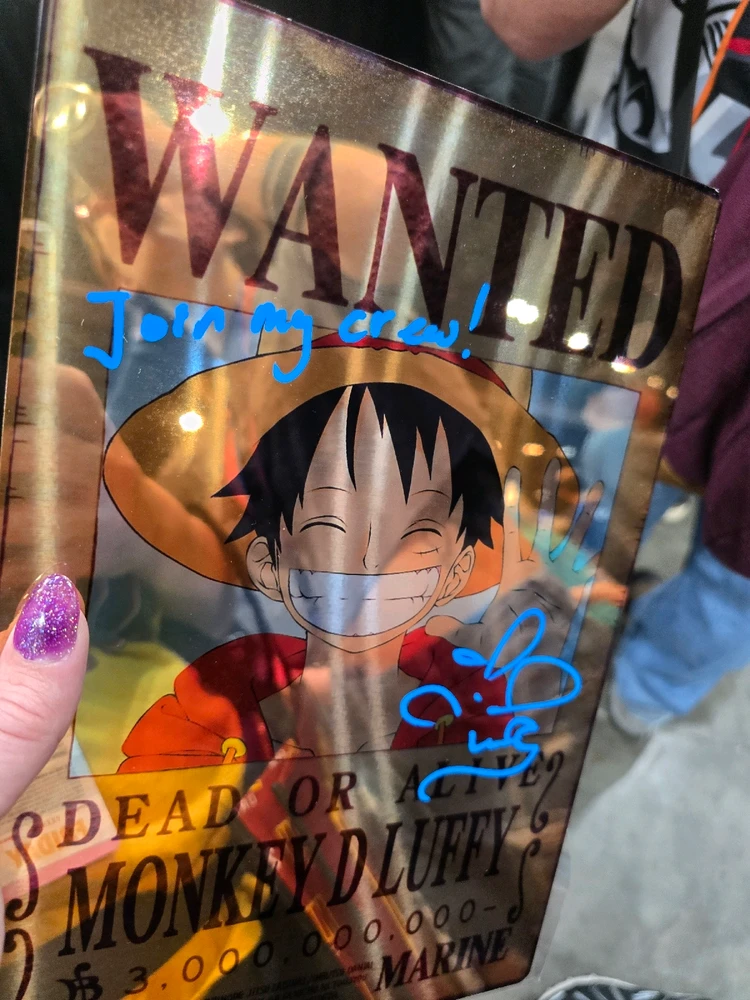 WANTED
Join my crew!
DEAD OR ALIVE
MONKEY D LUFFY
฿3,000,000,000-
MARINE